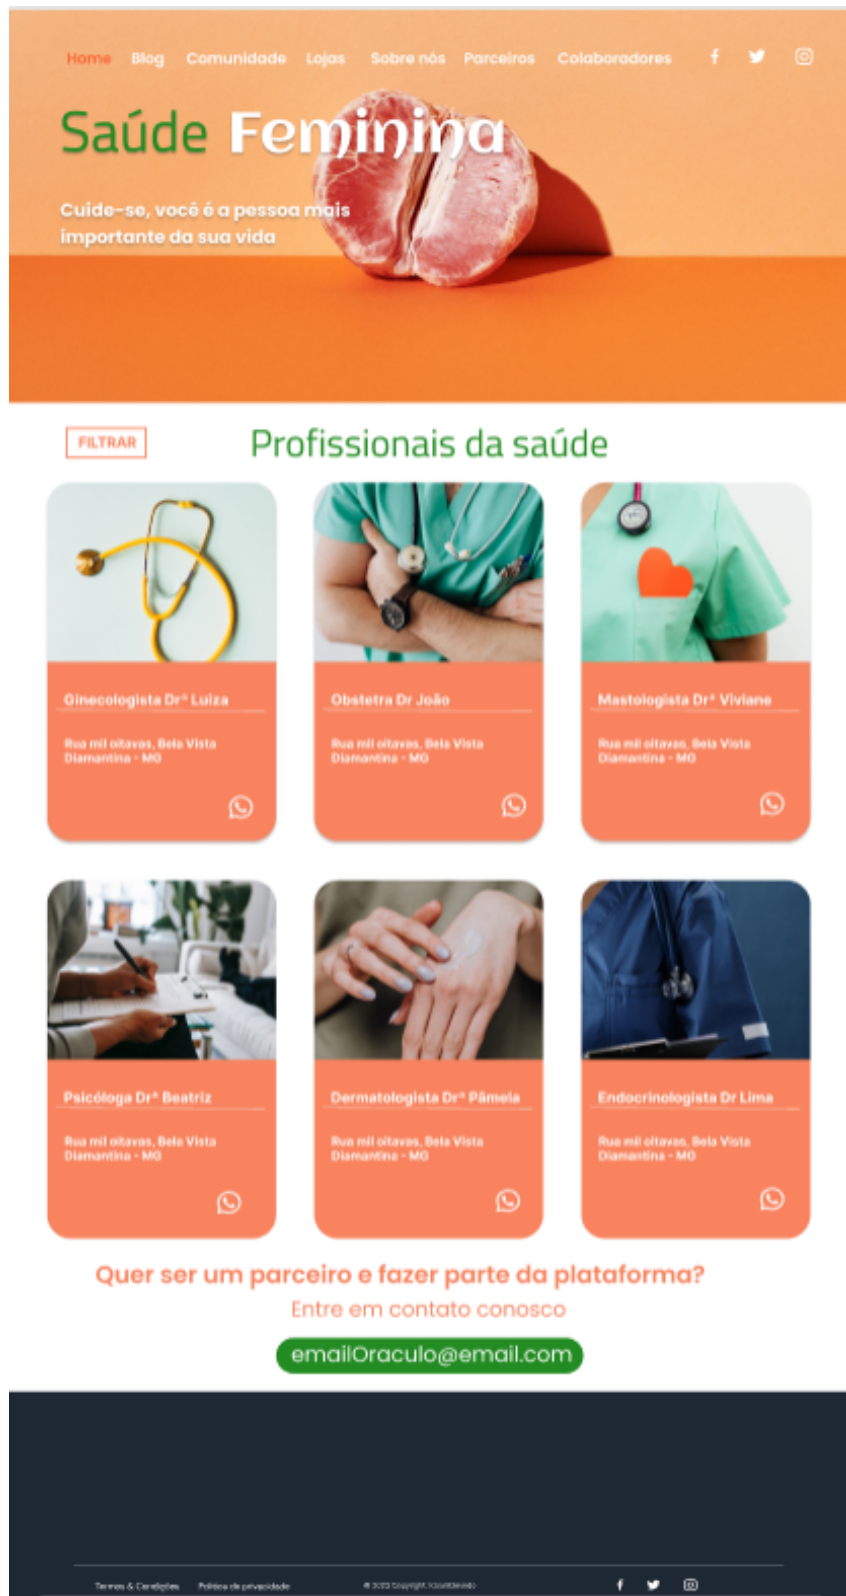 Home Blog Comunidade Lojas Sobre nós Parceiros Colaboradores
Saúde Feminina
Cuide-se, você é a pessoa mais
importante da sua vida
FILTRAR
Profissionais da saúde
Ginecologista Drª Luiza
Rua mil oitavas, Bela Vista
Diamantina - MG
Obstetra Dr João
Rua mil oitavas, Bela Vista
Diamantina - MG
Mastologista Drª Viviane
Rua mil oitavas, Bela Vista
Diamantina - MG
Psicóloga Drª Beatriz
Rua mil oitavas, Bela Vista
Diamantina - MG
Dermatologista Drª Pâmela
Rua mil oitavas, Bela Vista
Diamantina - MG
Endocrinologista Dr Lima
Rua mil oitavas, Bela Vista
Diamantina - MG
Quer ser um parceiro e fazer parte da plataforma?
Entre em contato conosco
emailOraculo@email.com
Termos & Condições Política de privacidade © 2022 Copyright